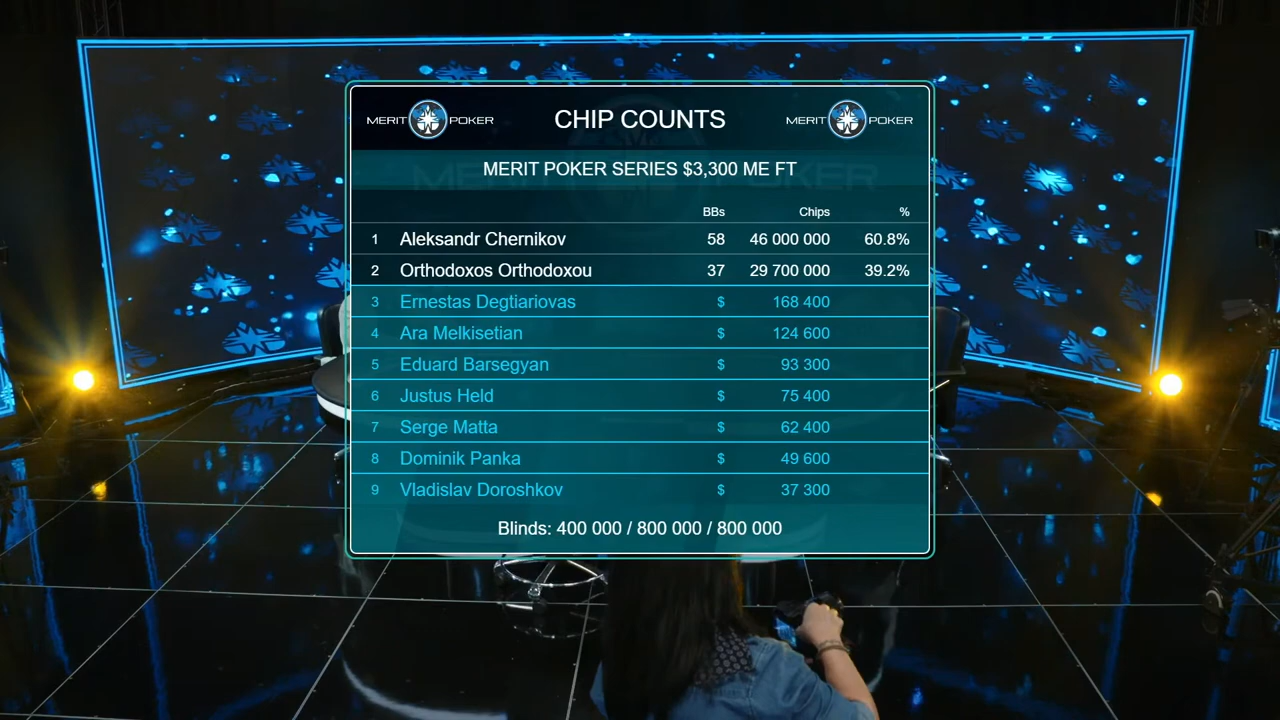 MERIT POKER CHIP COUNTS MERIT POKER
MERIT POKER SERIES $3,300 ME FT
BBs Chips %
1 Aleksandr Chernikov 58 46 000 000 60.8%
2 Orthodoxos Orthodoxou 37 29 700 000 39.2%
3 Ernestas Degtiariovas $ 168 400
4 Ara Melkisetian $ 124 600
5 Eduard Barsegyan $ 93 300
6 Justus Held $ 75 400
7 Serge Matta $ 62 400
8 Dominik Panka $ 49 600
9 Vladislav Doroshkov $ 37 300
Blinds: 400 000 / 800 000 / 800 000